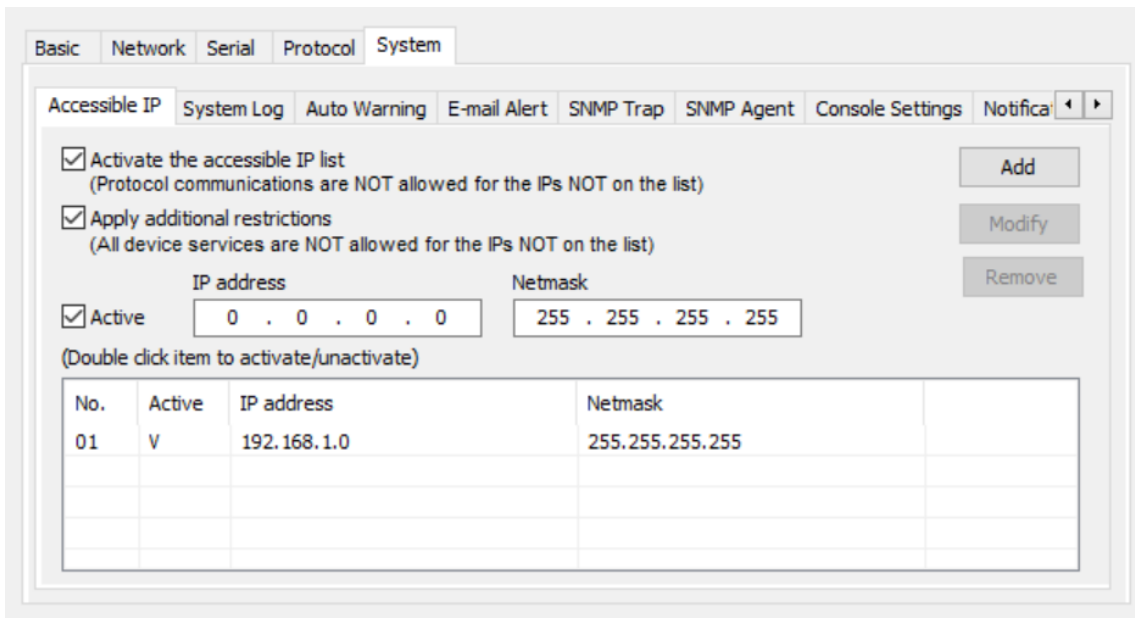 Basic Network Serial Protocol System
Accessible IP System Log Auto Warning E-mail Alert SNMP Trap SNMP Agent Console Settings Notifica
Activate the accessible IP list
(Protocol communications are NOT allowed for the IPs NOT on the list)
Add
Apply additional restrictions
(All device services are NOT allowed for the IPs NOT on the list)
Modify
Remove
IP address Netmask
Active 0 . 0 . 0 . 0 255 . 255 . 255 . 255
(Double click item to activate/unactivate)
No. Active IP address Netmask
01 V 192.168.1.0 255.255.255.255